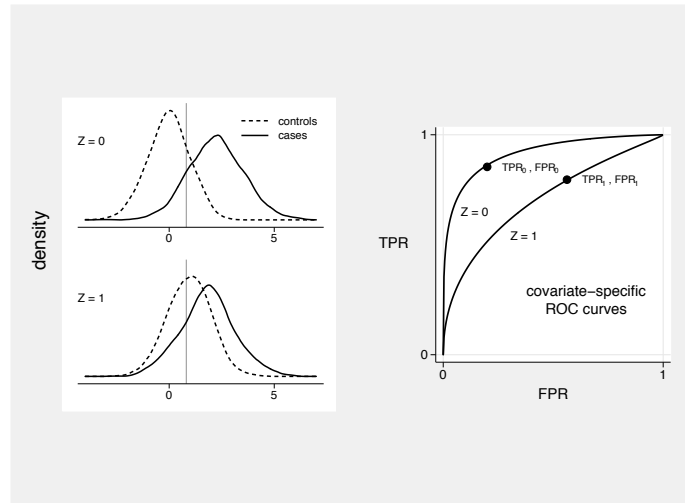 density
Z = 0
controls
cases
0
5
Z = 1
0
5
TPR
1
0
TPR₀ , FPR₀
TPR₁ , FPR₁
Z = 0
Z = 1
covariate−specific
ROC curves
0
1
FPR